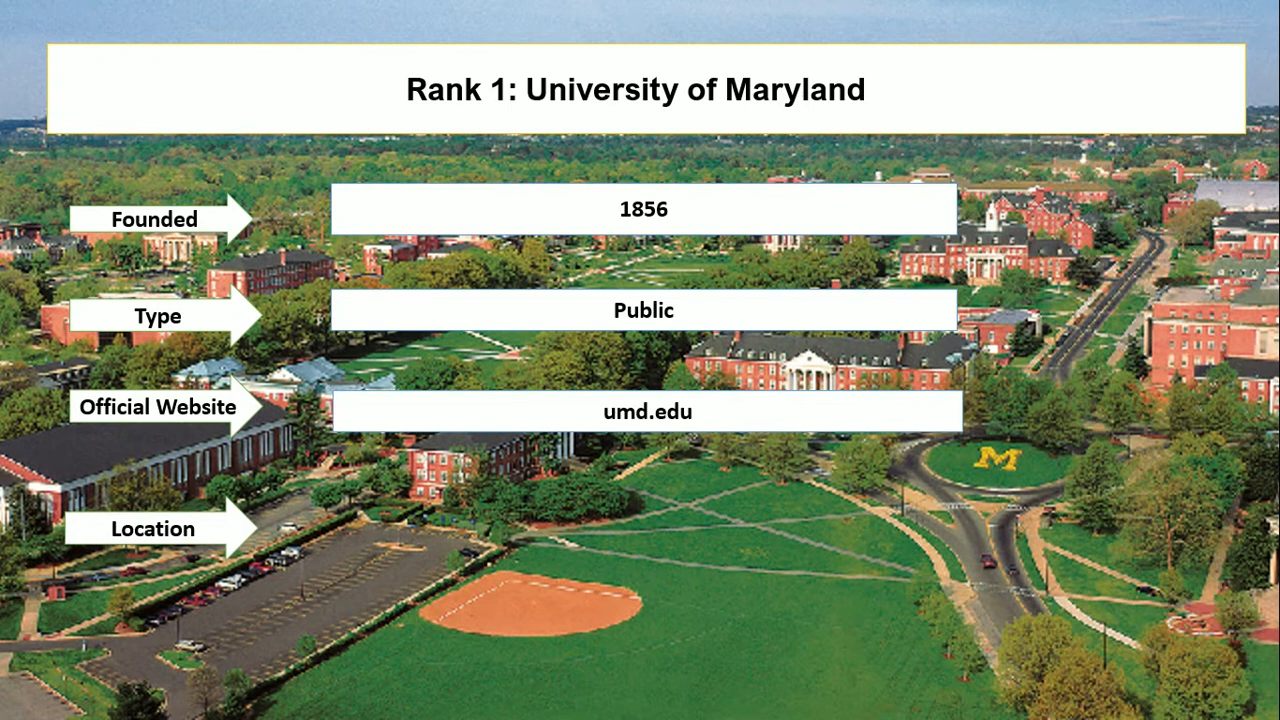 Rank 1: University of Maryland
Founded
1856
Type
Public
Official Website
umd.edu
Location
M